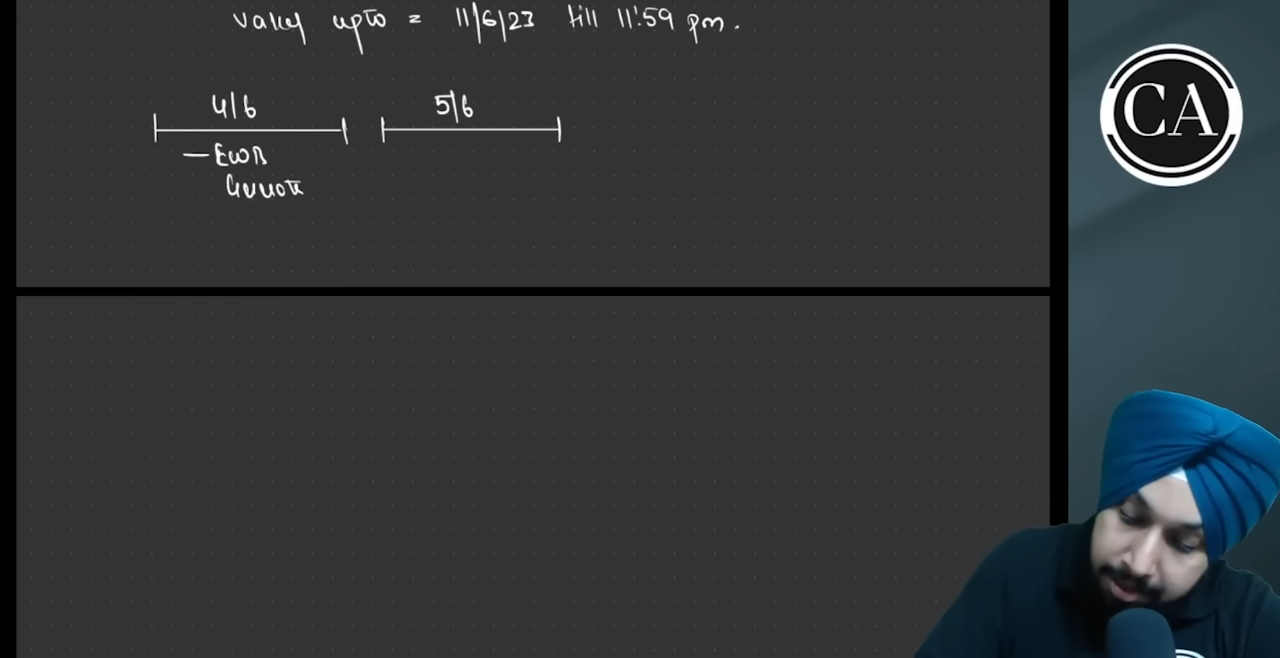 valid upto = 11/6/23 till 11:59 pm.
4/6 5/6
— EWB
CA